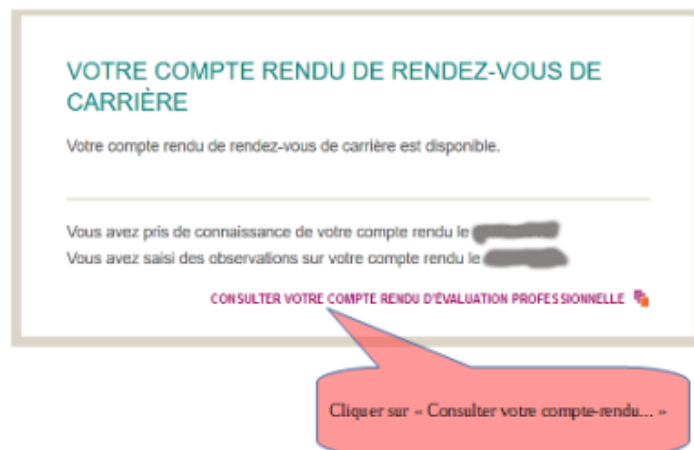 VOTRE COMPTE RENDU DE RENDEZ-VOUS DE
CARRIÈRE
Votre compte rendu de rendez-vous de carrière est disponible.
Vous avez pris de connaissance de votre compte rendu le
Vous avez saisi des observations sur votre compte rendu le
CONSULTER VOTRE COMPTE RENDU D'ÉVALUATION PROFESSIONNELLE
Cliquer sur « Consulter votre compte-rendu... »